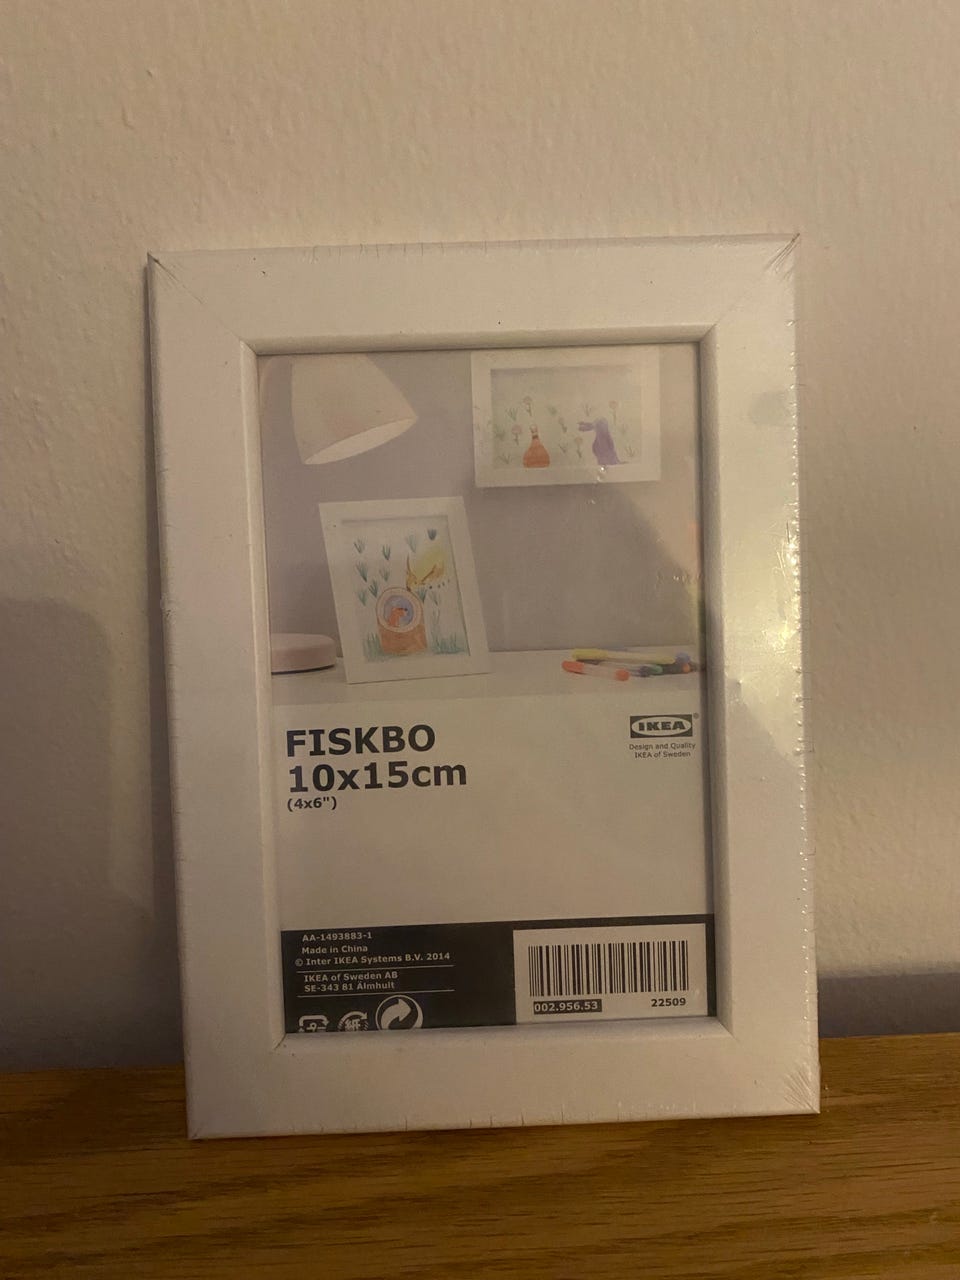 FISKBO
10x15cm
(4x6")
IKEA®
Design and Quality
IKEA of Sweden
AA-1493883-1
Made in China
© Inter IKEA Systems B.V. 2014
IKEA of Sweden AB
SE-343 81 Älmhult
紙
002.956.53
22509